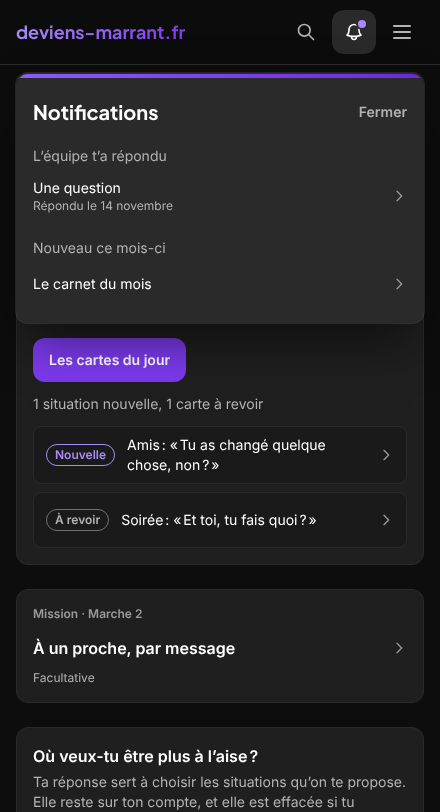 deviens-marrant.fr
Notifications
Fermer
L’équipe t’a répondu
Une question
Répondu le 14 novembre
Nouveau ce mois-ci
Le carnet du mois
Les cartes du jour
1 situation nouvelle, 1 carte à revoir
Nouvelle
Amis : « Tu as changé quelque
chose, non ? »
À revoir
Soirée : « Et toi, tu fais quoi ? »
Mission · Marche 2
À un proche, par message
Facultative
Où veux-tu être plus à l’aise ?
Ta réponse sert à choisir les situations qu’on te propose.
Elle reste sur ton compte, et elle est effacée si tu